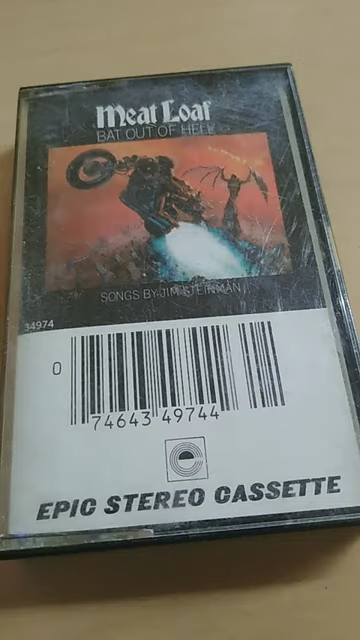 Meat Loaf
BAT OUT OF HELL
SONGS BY JIM STEINMAN
34974
0
74643 49744
EPIC STEREO CASSETTE